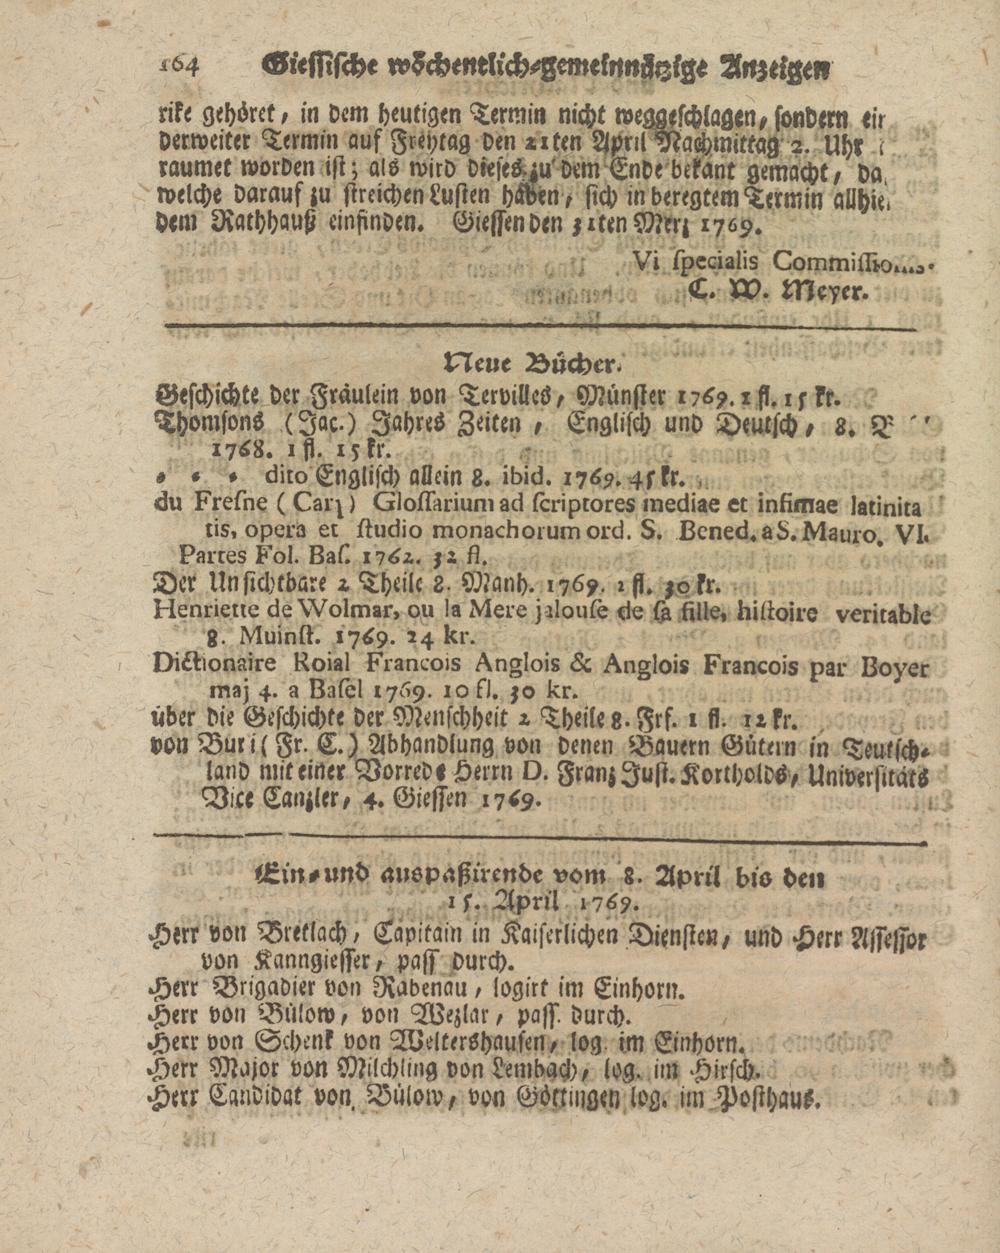 164 Giessische wöchentlich-gemeinnützige Anzeigen
rike gehöret, in dem heutigen Termin nicht weggeschlagen, sondern ein
derweiter Termin auf Freytag den 21ten April Nachmittag 2. Uhr
raumet worden ist; als wird dieses zu dem Ende bekant gemacht, da
welche darauf zu streichen Lusten haben, sich in beregtem Termin allhie
dem Rathhauß einfinden. Giessen den 31ten Merz 1769.
Vi specialis
C. W. Meyer.
Neue Bücher.
Geschichte der Fräulein von Tervilles, Münster 1769. 1 fl. 15 kr.
Thomsons (Jac.) Jahres Zeiten, Englisch und Deutsch, 8.
1768. 1 fl. 15 kr.
- - - dito Englisch allein 8. ibid. 1769. 45 kr.
du Fresne (Carl) Glossarium ad scriptores mediae et infimae latinita
tis, opera et studio monachorum ord. S. Bened. a S. Mauro. VI.
Partes Fol. Bas. 1762. 32 fl.
Der Unsichtbare 2 Theile 8. Manh. 1769. 1 fl. 30 kr.
Henriette de Wolmar, ou la Mere jalouse de sa fille, histoire veritable
8. Muinst. 1769. 24 kr.
Dictionaire Roial Francois Anglois & Anglois Francois par Boyer
maj 4. a Basel 1769. 10 fl. 30 kr.
über die Geschichte der Menschheit 2 Theile 8. Frf. 1 fl. 12 kr.
von Buri (Fr. C.) Abhandlung von denen Bauern Gütern in Teutsch-
land mit einer Vorrede Herrn D. Franz Just. Kortholds, Universitäts
Vice Canzler, 4. Giessen 1769.
Ein- und auspaßirende vom 8. April bis den
15. April 1769.
Herr von Bretlach, Capitain in Kaiserlichen Diensten, und Herr Assessor
von Kanngiesser, pass durch.
Herr Brigadier von Rabenau, logirt im Einhorn.
Herr von Bülow, von Wezlar, pass. durch.
Herr von Schenk von Weltershausen, log. im Einhorn.
Herr Major von Milchling von Lembach, log. im Hirsch.
Herr Candidat von Bülow, von Göttingen log. im Posthaus.